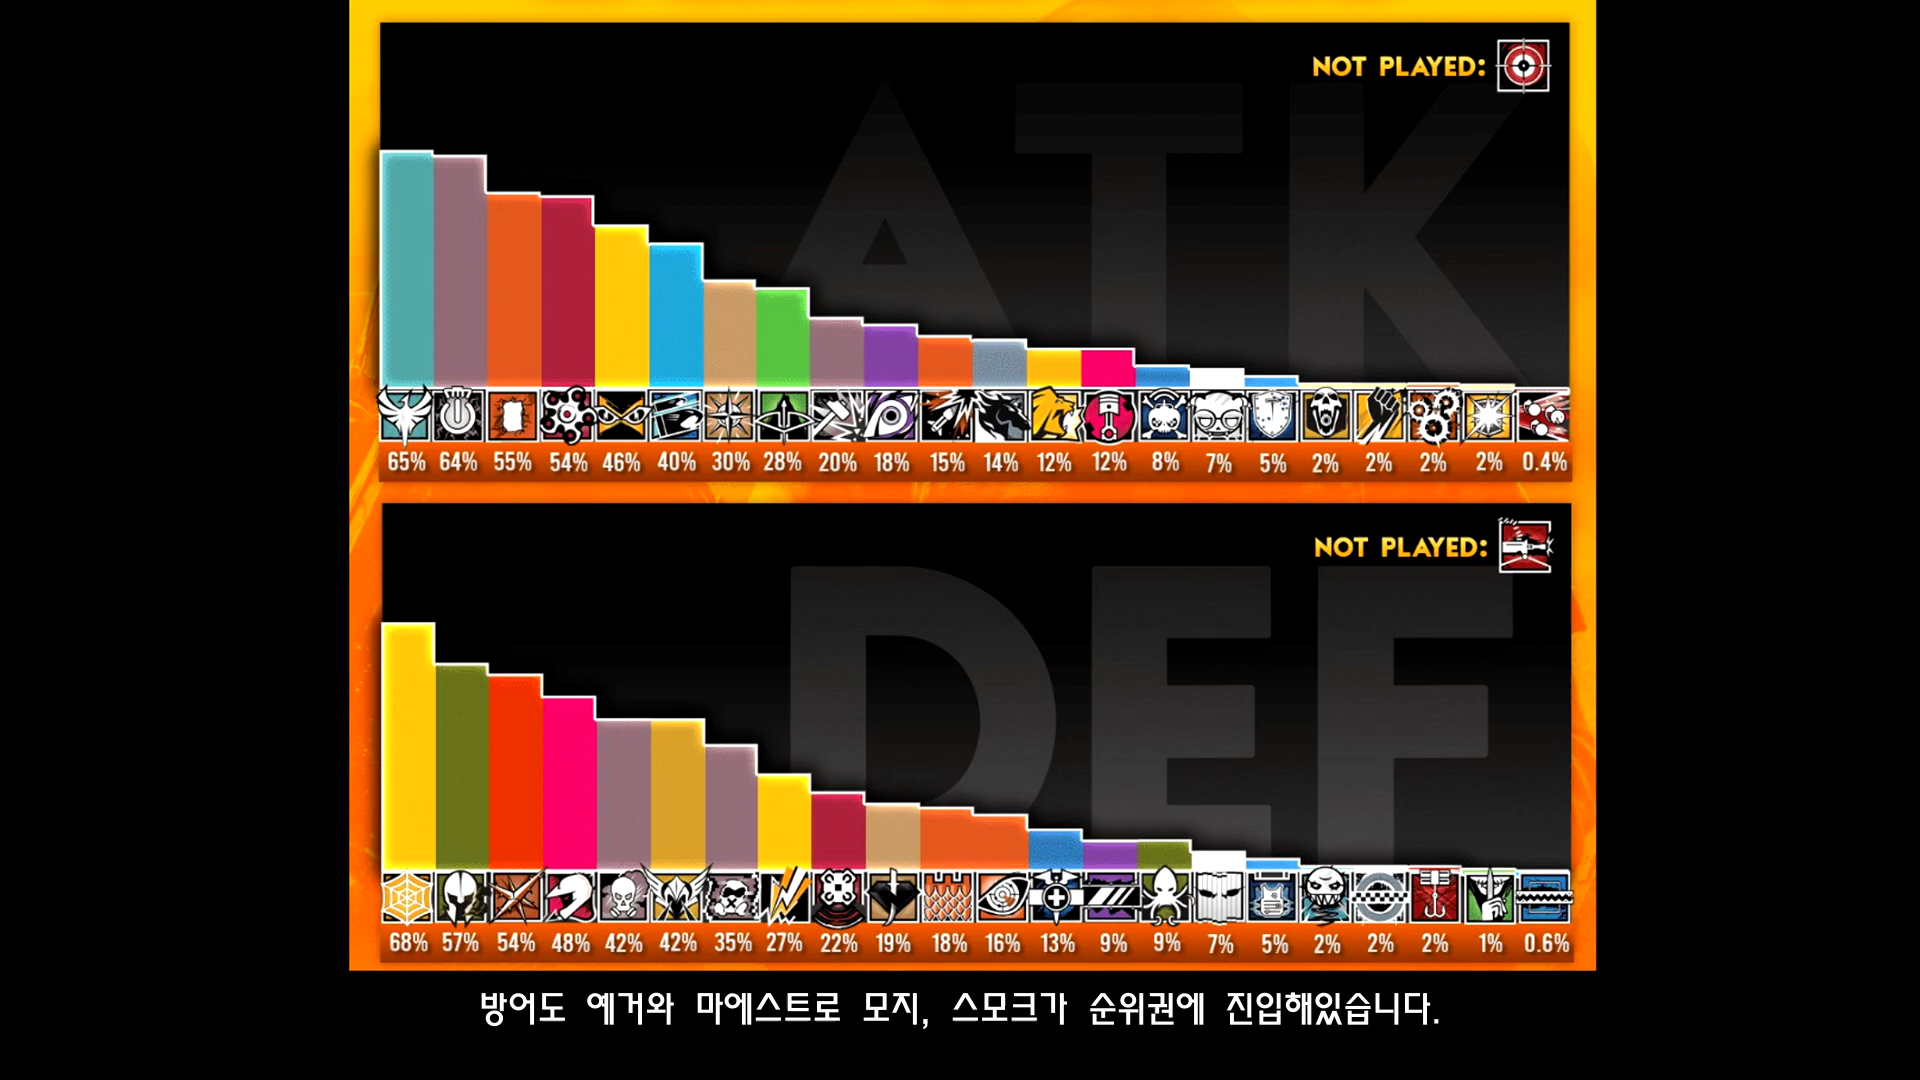 NOT PLAYED:
ATK
65% 64% 55% 54% 46% 40% 30% 28% 20% 18% 15% 14% 12% 12% 8% 7% 5% 2% 2% 2% 2% 0.4%
NOT PLAYED:
DEF
68% 57% 54% 48% 42% 42% 35% 27% 22% 19% 18% 16% 13% 9% 9% 7% 5% 2% 2% 2% 1% 0.6%
방어도 예거와 마에스트로 모지, 스모크가 순위권에 진입해있습니다.